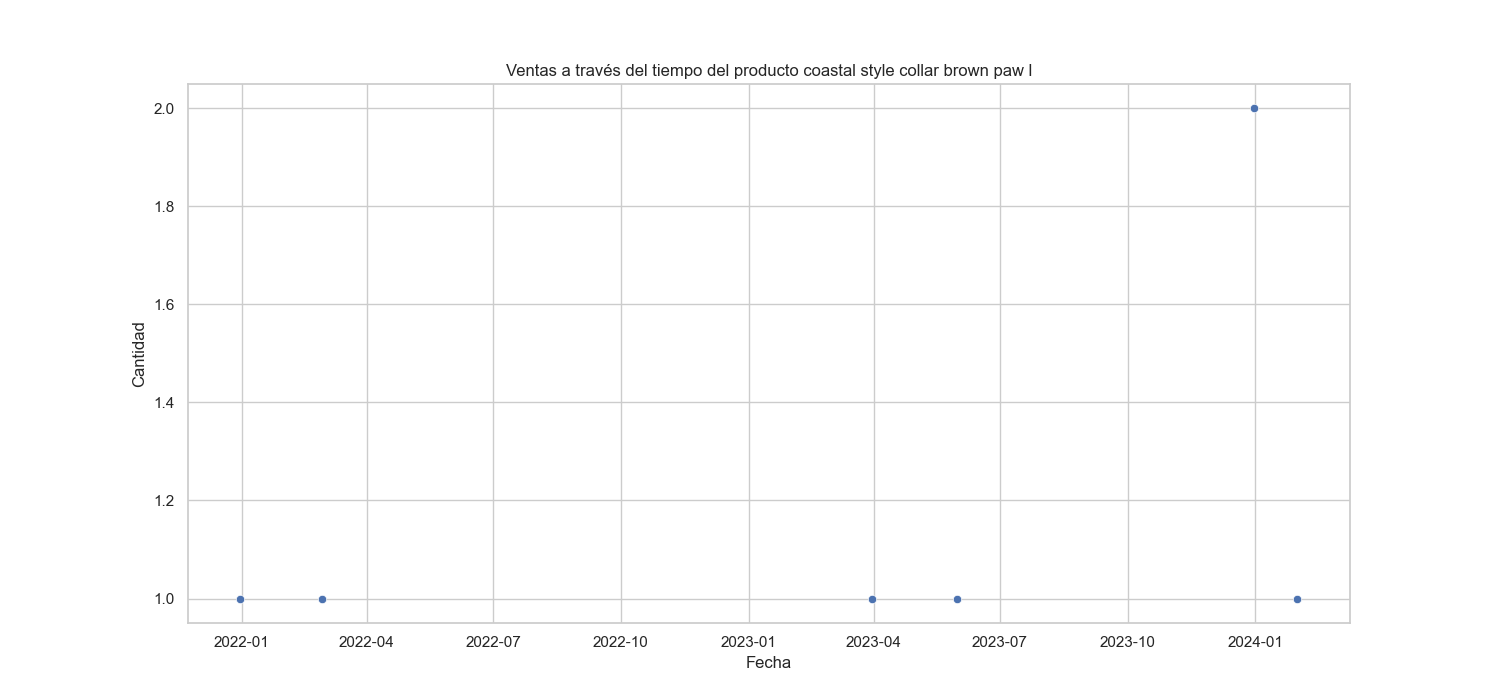 Ventas a través del tiempo del producto coastal style collar brown paw l
2.0
1.8
1.6
1.4
1.2
1.0
Cantidad
2022-01 2022-04 2022-07 2022-10 2023-01 2023-04 2023-07 2023-10 2024-01
Fecha